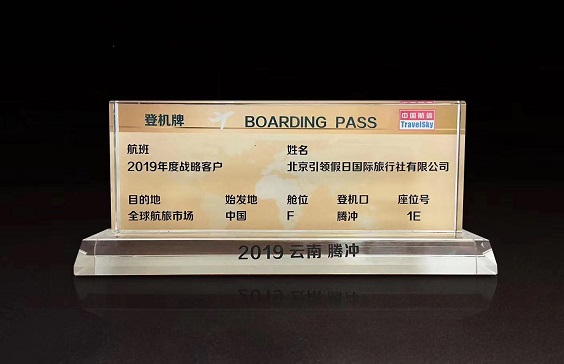 登机牌 BOARDING PASS 中国航信 TravelSky
航班 姓名
2019年度战略客户 北京引领假日国际旅行社有限公司
目的地 始发地 舱位 登机口 座位号
全球航旅市场 中国 F 腾冲 1E
2019 云南 腾冲